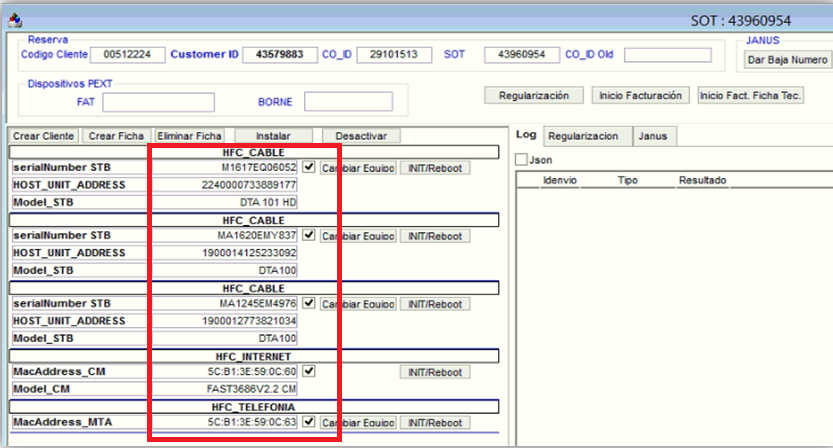 SOT : 43960954
Reserva
Codigo Cliente 00512224 Customer ID 43579883 CO_ID 29101513 SOT 43960954 CO_ID Old
JANUS
Dar Baja Numero
Dispositivos PEXT
FAT BORNE
Regularización Inicio Facturación Inicio Fact. Ficha Tec.
Crear Cliente Crear Ficha Eliminar Ficha Instalar Desactivar
HFC_CABLE
serialNumber STB M1617EQ06052 Cambiar Equipo INIT/Reboot
HOST_UNIT_ADDRESS 2240000733889177
Model_STB DTA 101 HD
HFC_CABLE
serialNumber STB MA1620EMY837 Cambiar Equipo INIT/Reboot
HOST_UNIT_ADDRESS 1900014125233092
Model_STB DTA100
HFC_CABLE
serialNumber STB MA1245EM4976 Cambiar Equipo INIT/Reboot
HOST_UNIT_ADDRESS 1900012773821034
Model_STB DTA100
HFC_INTERNET
MacAddress_CM 5C:B1:3E:59:0C:60 INIT/Reboot
Model_CM FAST3686V2.2 CM
HFC_TELEFONIA
MacAddress_MTA 5C:B1:3E:59:0C:63 Cambiar Equipo INIT/Reboot
Log Regularizacion Janus
Json
Idenvio Tipo Resultado